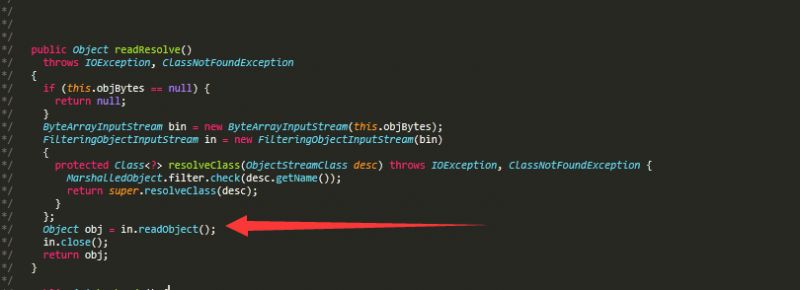 */
*/
*/
*/ public Object readResolve()
*/ throws IOException, ClassNotFoundException
*/ {
*/ if (this.objBytes == null) {
*/ return null;
*/ }
*/ ByteArrayInputStream bin = new ByteArrayInputStream(this.objBytes);
*/ FilteringObjectInputStream in = new FilteringObjectInputStream(bin)
*/ {
*/ protected Class<?> resolveClass(ObjectStreamClass desc) throws IOException, ClassNotFoundException {
*/ MarshalledObject.filter.check(desc.getName());
*/ return super.resolveClass(desc);
*/ }
*/ };
*/ Object obj = in.readObject();
*/ in.close();
*/ return obj;
*/ }
*/